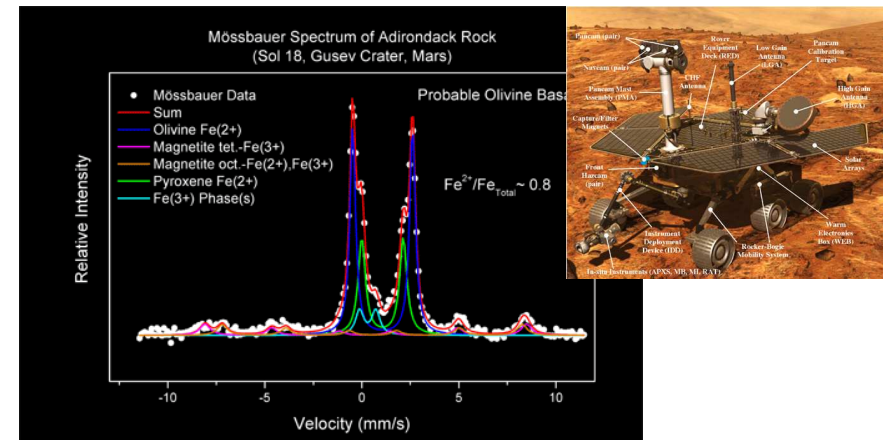 Mössbauer Spectrum of Adirondack Rock
(Sol 18, Gusev Crater, Mars)
Mössbauer Data
Sum
Olivine Fe(2+)
Magnetite tet.-Fe(3+)
Magnetite oct.-Fe(2+),Fe(3+)
Pyroxene Fe(2+)
Fe(3+) Phase(s)
Probable Olivine Basa
Fe2+/FeTotal~ 0.8
Relative Intensity
-10
-5
0
5
10
Velocity (mm/s)
Pancam (pair)
Navcam (pair)
Pancam Mast
Assembly (PMA)
Capture/Filter
Magnets
Front
Hazcam
(pair)
Rover
Equipment
Deck (RED)
UHF
Antenna
Low Gain
Antenna
(LGA)
Pancam
Calibration
Target
High Gain
Antenna
(HGA)
Solar
Arrays
Warm
Electronics
Box (WEB)
Rocker-Bogie
Mobility System
Instrument
Deployment
Device (IDD)
In-situ Instruments (APXS, MB, MI, RAT)